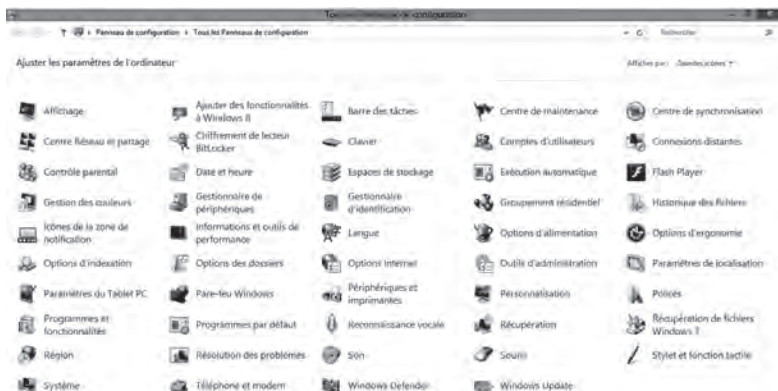 Tous les Panneaux de configuration
Panneau de configuration Tous les Panneaux de configuration
Rechercher
Ajuster les paramètres de l'ordinateur
Afficher par : Grandes icônes
Affichage
Ajouter des fonctionnalités
à Windows 8
Barre des tâches
Centre de maintenance
Centre de synchronisation
Centre Réseau et partage
Chiffrement de lecteur
BitLocker
Clavier
Comptes d'utilisateurs
Connexions distantes
Contrôle parental
Date et heure
Espaces de stockage
Exécution automatique
Flash Player
Gestion des couleurs
Gestionnaire de
périphériques
Gestionnaire
d'identification
Groupement résidentiel
Historique des fichiers
Icônes de la zone de
notification
Informations et outils de
performance
Langue
Options d'alimentation
Options d'ergonomie
Options d'indexation
Options des dossiers
Options Internet
Outils d'administration
Paramètres de localisation
Paramètres du Tablet PC
Pare-feu Windows
Périphériques et
imprimantes
Personnalisation
Polices
Programmes et
fonctionnalités
Programmes par défaut
Reconnaissance vocale
Récupération
Récupération de fichiers
Windows 7
Région
Résolution des problèmes
Son
Souris
Stylet et fonction tactile
Système
Téléphone et modem
Windows Defender
Windows Update